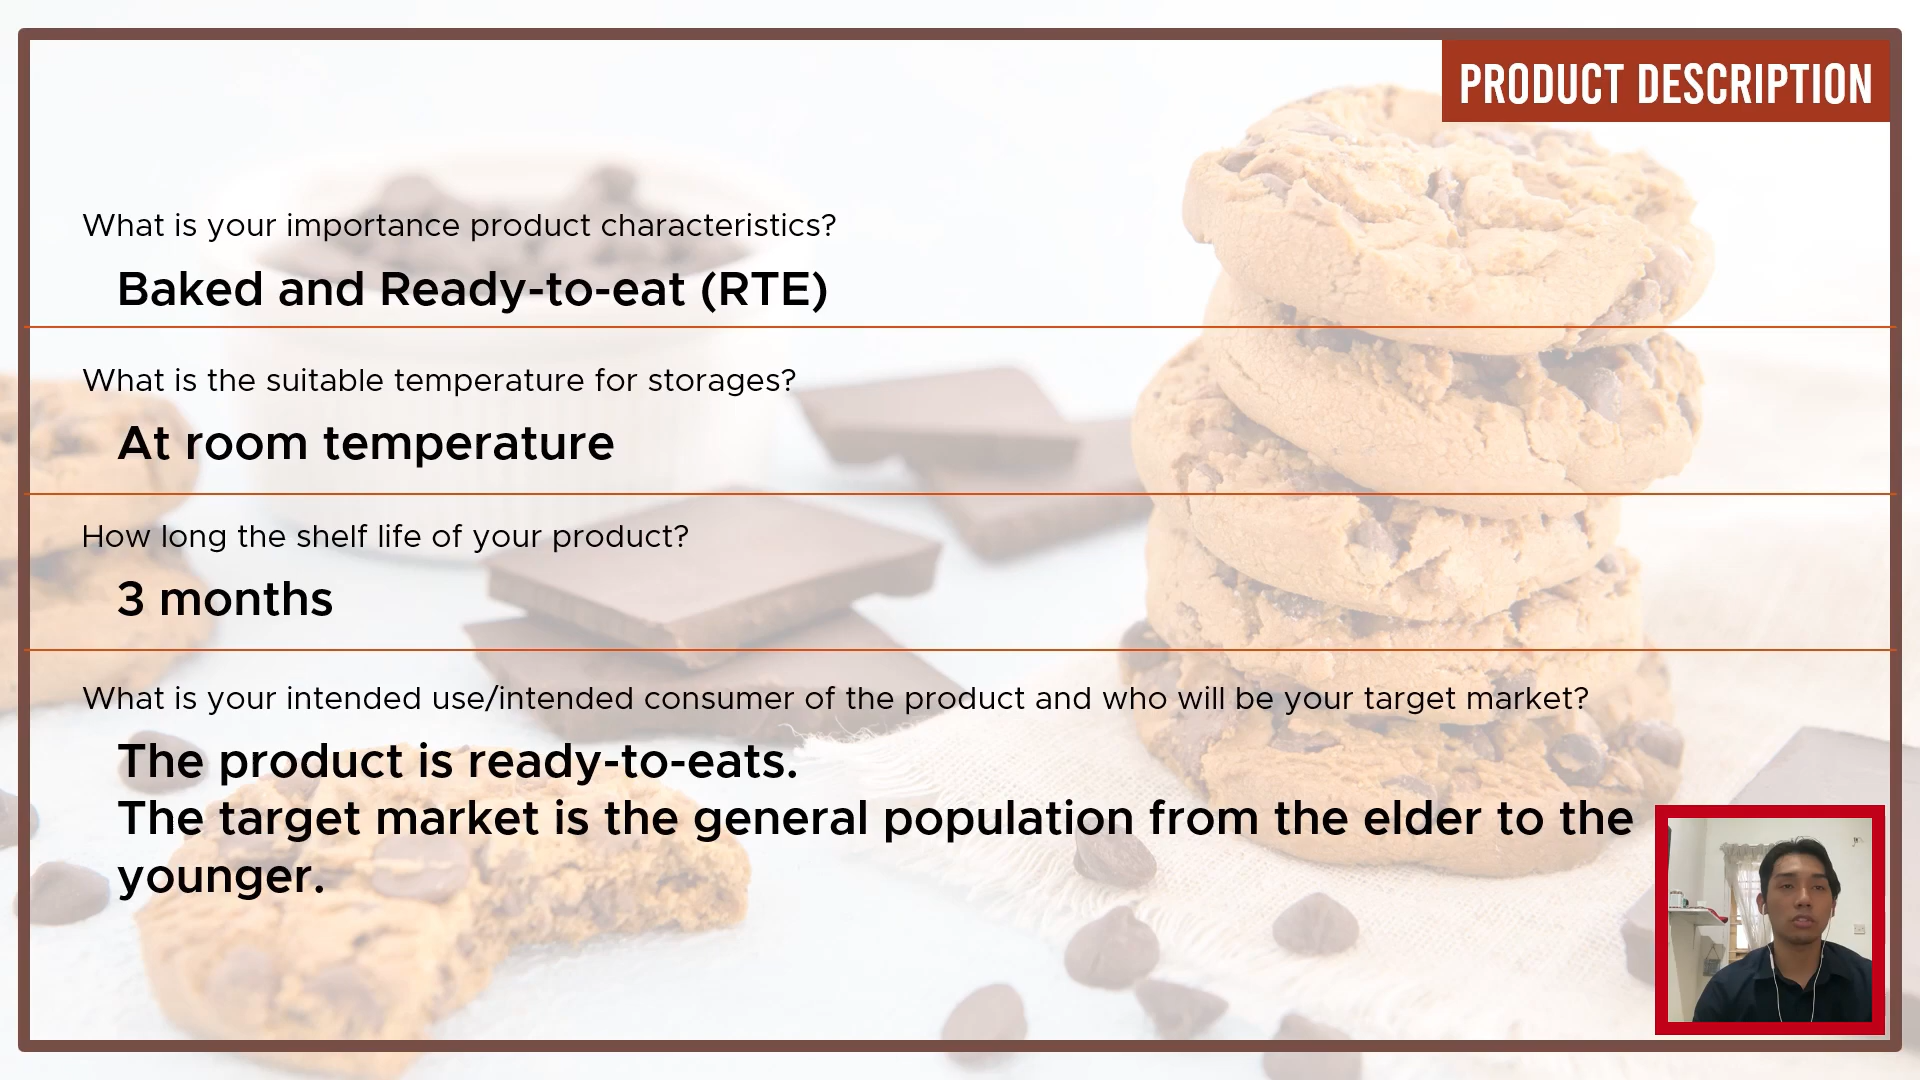 PRODUCT DESCRIPTION
What is your importance product characteristics?
Baked and Ready-to-eat (RTE)
What is the suitable temperature for storages?
At room temperature
How long the shelf life of your product?
3 months
What is your intended use/intended consumer of the product and who will be your target market?
The product is ready-to-eats.
The target market is the general population from the elder to the
younger.